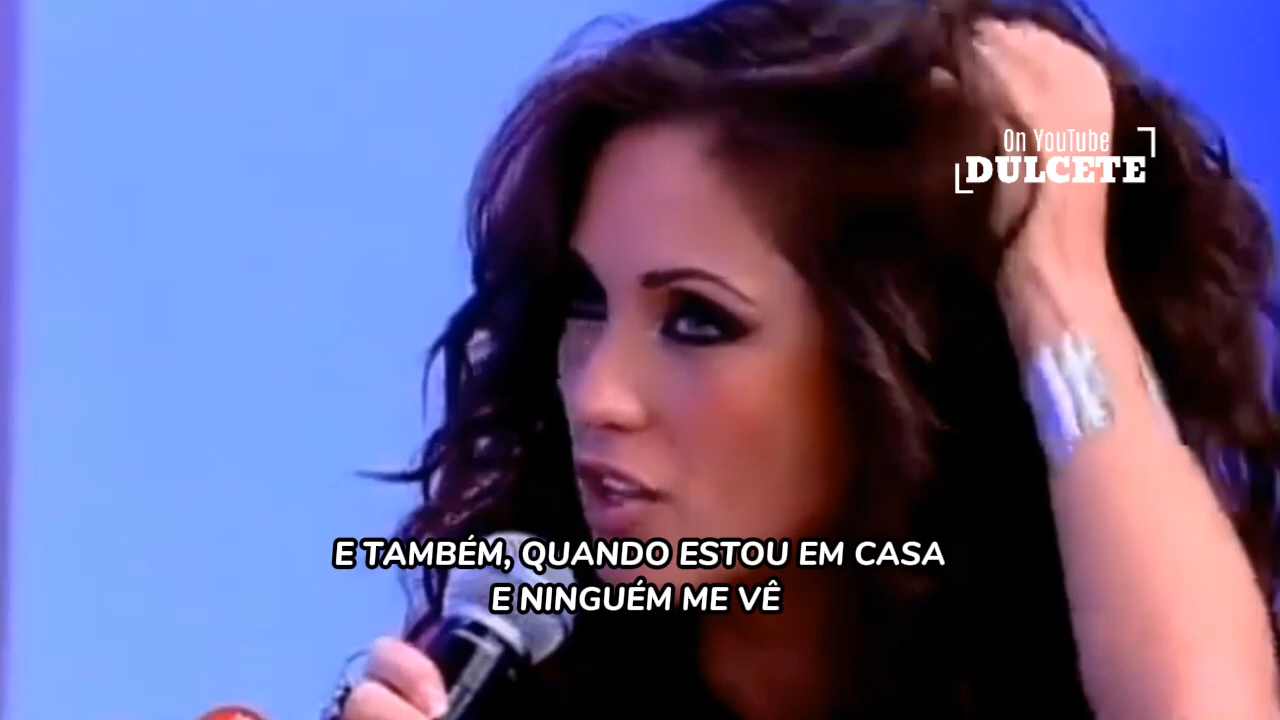 On YouTube
DULCETE
E TAMBÉM, QUANDO ESTOU EM CASA
E NINGUÉM ME VÊ